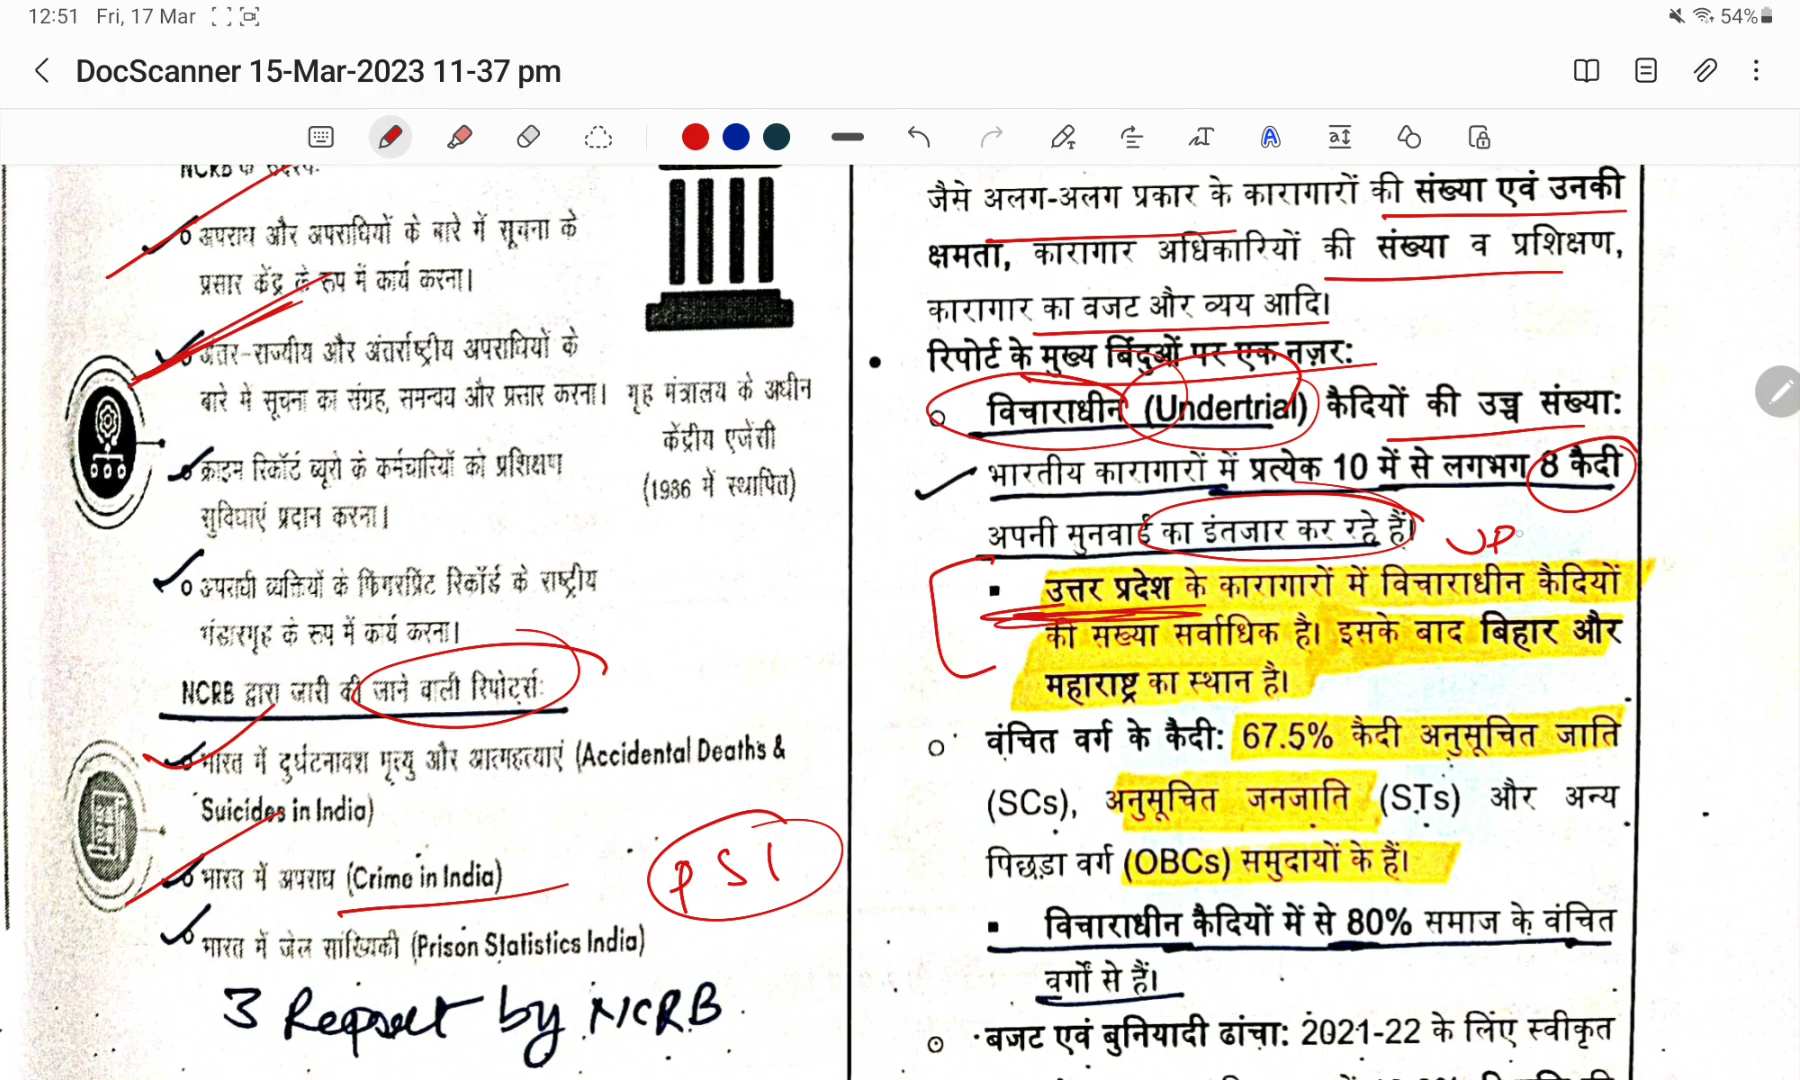 12:51 Fri, 17 Mar
54%
DocScanner 15-Mar-2023 11-37 pm
NCRB के उद्देश्य:
अपराध और अपराधियों के बारे में सूचना के
प्रसार केंद्र के रूप में कार्य करना।
अंतर-राज्यीय और अंतर्राष्ट्रीय अपराधियों के
बारे में सूचना का संग्रह, समन्वय और प्रसार करना।
क्राइम रिकॉर्ड ब्यूरो के कर्मचारियों को प्रशिक्षण
सुविधाएं प्रदान करना।
अपराधी व्यक्तियों के फिंगरप्रिंट रिकॉर्ड के राष्ट्रीय
भंडारगृह के रूप में कार्य करना।
गृह मंत्रालय के अधीन
केंद्रीय एजेंसी
(1986 में स्थापित)
NCRB द्वारा जारी की जाने वाली रिपोर्ट्स:
भारत में दुर्घटनावश मृत्यु और आत्महत्याएं (Accidental Deaths &
Suicides in India)
भारत में अपराध (Crime in India)
भारत में जेल सांख्यिकी (Prison Statistics India)
PSI
3 Report by NCRB
जैसे अलग-अलग प्रकार के कारागारों की संख्या एवं उनकी
क्षमता, कारागार अधिकारियों की संख्या व प्रशिक्षण,
कारागार का बजट और व्यय आदि।
• रिपोर्ट के मुख्य बिंदुओं पर एक नज़र:
विचाराधीन (Undertrial) कैदियों की उच्च संख्या:
भारतीय कारागारों में प्रत्येक 10 में से लगभग 8 कैदी
अपनी सुनवाई का इंतजार कर रहे हैं।
UP
▪ उत्तर प्रदेश के कारागारों में विचाराधीन कैदियों
की संख्या सर्वाधिक है। इसके बाद बिहार और
महाराष्ट्र का स्थान है।
वंचित वर्ग के कैदी: 67.5% कैदी अनुसूचित जाति
(SCs), अनुसूचित जनजाति (STs) और अन्य
पिछड़ा वर्ग (OBCs) समुदायों के हैं।
▪ विचाराधीन कैदियों में से 80% समाज के वंचित
वर्गों से हैं।
बजट एवं बुनियादी ढांचा: 2021-22 के लिए स्वीकृत